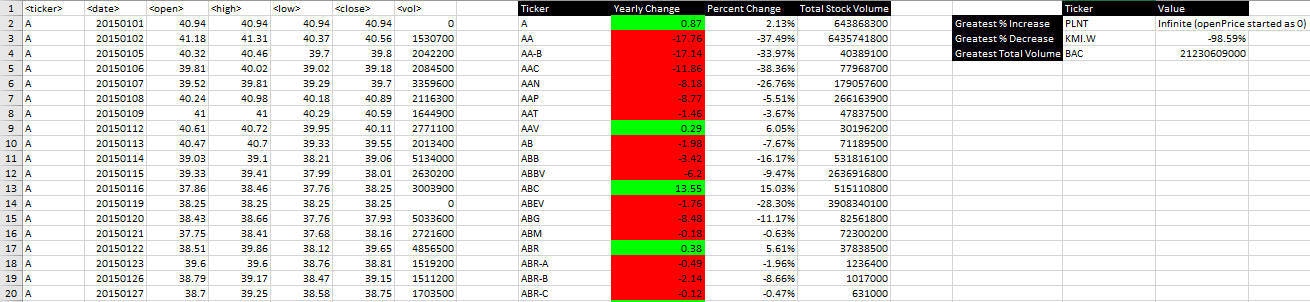 1 <ticker> <date> <open> <high> <low> <close> <vol> Ticker Yearly Change Percent Change Total Stock Volume Ticker Value
2 A 20150101 40.94 40.94 40.94 40.94 0 A 0.87 2.13% 643868300 Greatest % Increase PLNT Infinite (openPrice started as 0)
3 A 20150102 41.18 41.31 40.37 40.56 1530700 AA -17.76 -37.49% 6435741800 Greatest % Decrease KMI.W -98.59%
4 A 20150105 40.32 40.46 39.7 39.8 2042200 AA-B -17.14 -33.97% 40389100 Greatest Total Volume BAC 21230609000
5 A 20150106 39.81 40.02 39.02 39.18 2084500 AAC -11.86 -38.36% 77968700
6 A 20150107 39.52 39.81 39.29 39.7 3359600 AAN -8.18 -26.76% 179057600
7 A 20150108 40.24 40.98 40.18 40.89 2116300 AAP -8.77 -5.51% 266163900
8 A 20150109 41 41 40.29 40.59 1644900 AAT -1.46 -3.67% 47837500
9 A 20150112 40.61 40.72 39.95 40.11 2771100 AAV 0.29 6.05% 30196200
10 A 20150113 40.47 40.7 39.33 39.55 2013400 AB -1.98 -7.67% 71189500
11 A 20150114 39.03 39.1 38.21 39.06 5134000 ABB -3.42 -16.17% 531816100
12 A 20150115 39.33 39.41 37.99 38.01 2630200 ABBV -6.2 -9.47% 2636916800
13 A 20150116 37.86 38.46 37.76 38.25 3003900 ABC 13.55 15.03% 515110800
14 A 20150119 38.25 38.25 38.25 38.25 0 ABEV -1.76 -28.30% 3908340100
15 A 20150120 38.43 38.66 37.76 37.93 5033600 ABG -8.48 -11.17% 82561800
16 A 20150121 37.75 38.41 37.68 38.16 2721600 ABM -0.18 -0.63% 72300200
17 A 20150122 38.51 39.86 38.12 39.65 4856500 ABR 0.38 5.61% 37838500
18 A 20150123 39.6 39.6 38.76 38.81 1519200 ABR-A -0.49 -1.96% 1236400
19 A 20150126 38.79 39.17 38.47 39.15 1511200 ABR-B -2.14 -8.66% 1017000
20 A 20150127 38.7 39.25 38.58 38.75 1703500 ABR-C -0.12 -0.47% 631000